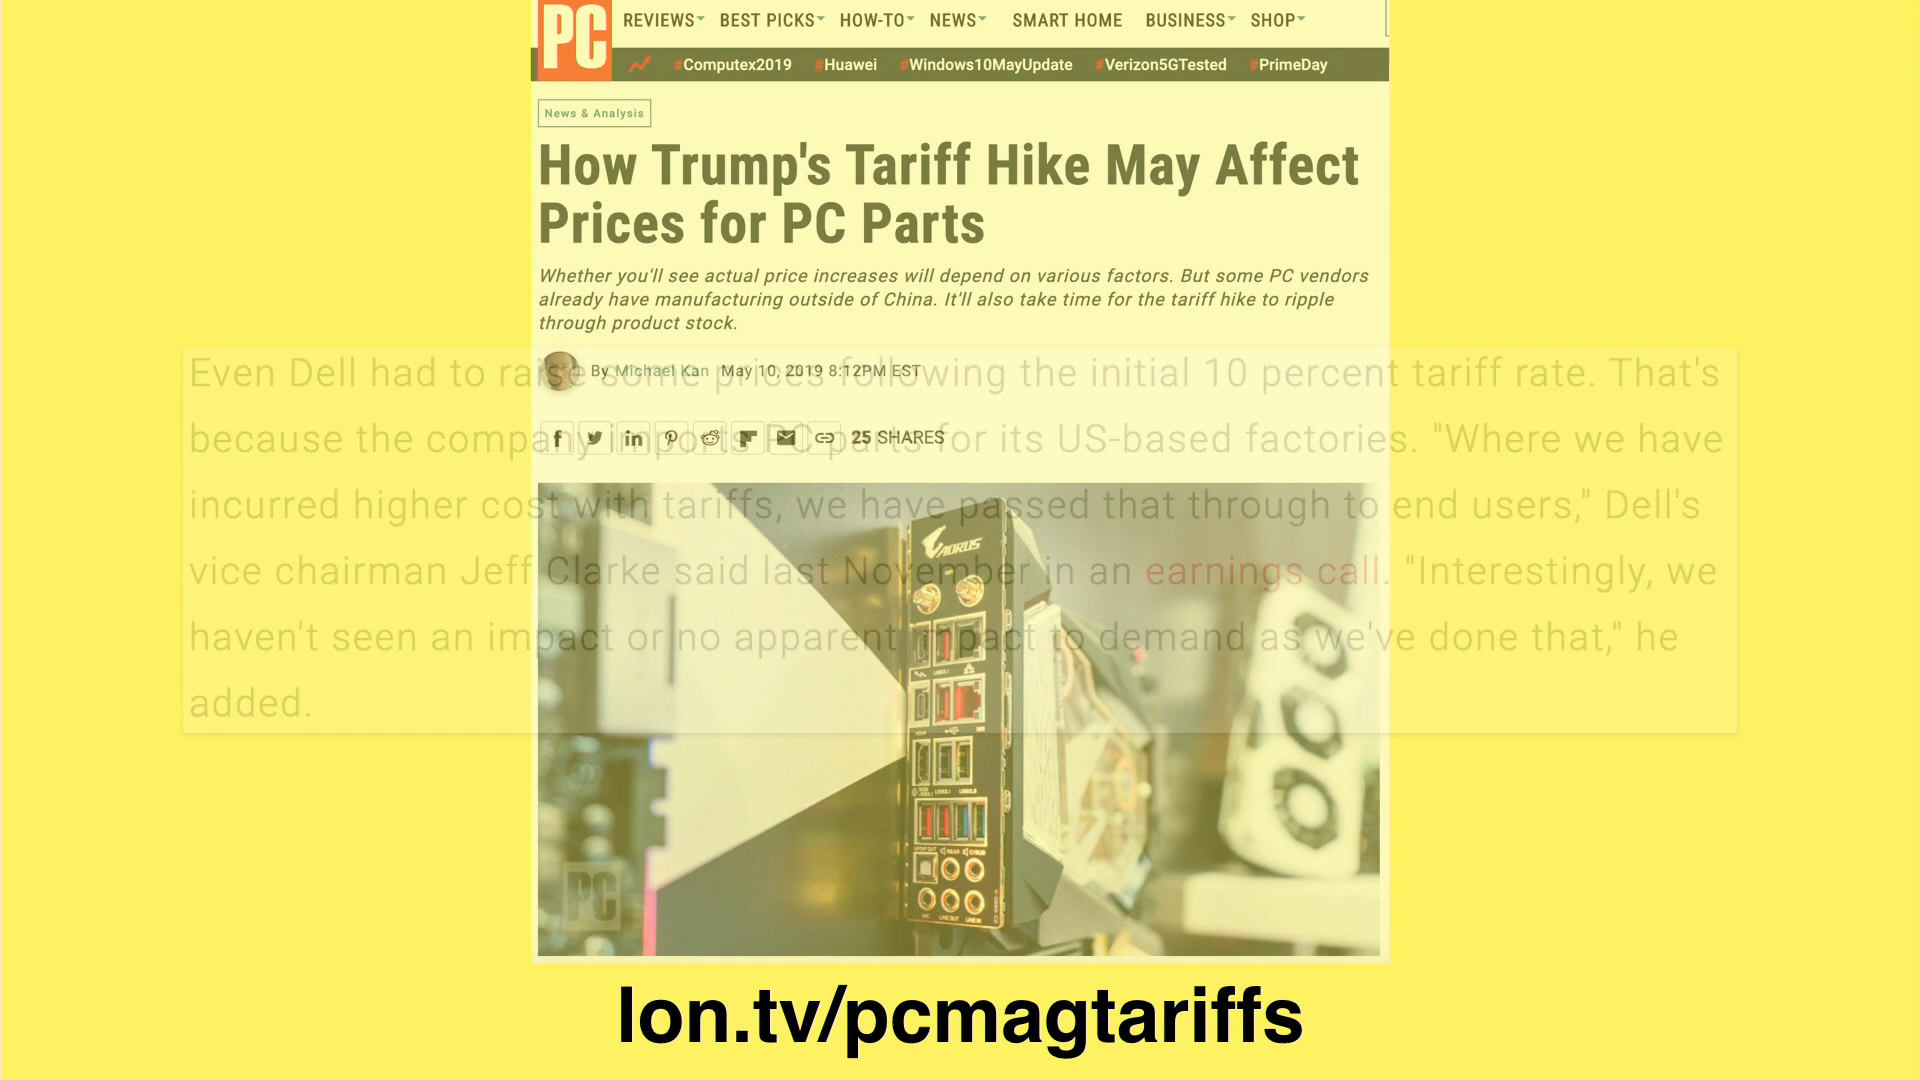 PC
REVIEWS BEST PICKS HOW-TO NEWS SMART HOME BUSINESS SHOP
#Computex2019 #Huawei #Windows10MayUpdate #Verizon5GTested #PrimeDay
News & Analysis
How Trump's Tariff Hike May Affect
Prices for PC Parts
Whether you'll see actual price increases will depend on various factors. But some PC vendors
already have manufacturing outside of China. It'll also take time for the tariff hike to ripple
through product stock.
By Michael Kan May 10, 2019 8:12PM EST
25 SHARES
Even Dell had to raise some prices following the initial 10 percent tariff rate. That's
because the company imports PC parts for its US-based factories. "Where we have
incurred higher cost with tariffs, we have passed that through to end users," Dell's
vice chairman Jeff Clarke said last November in an earnings call. "Interestingly, we
haven't seen an impact or no apparent impact to demand as we've done that," he
added.
AORUS
PC
lon.tv/pcmagtariffs